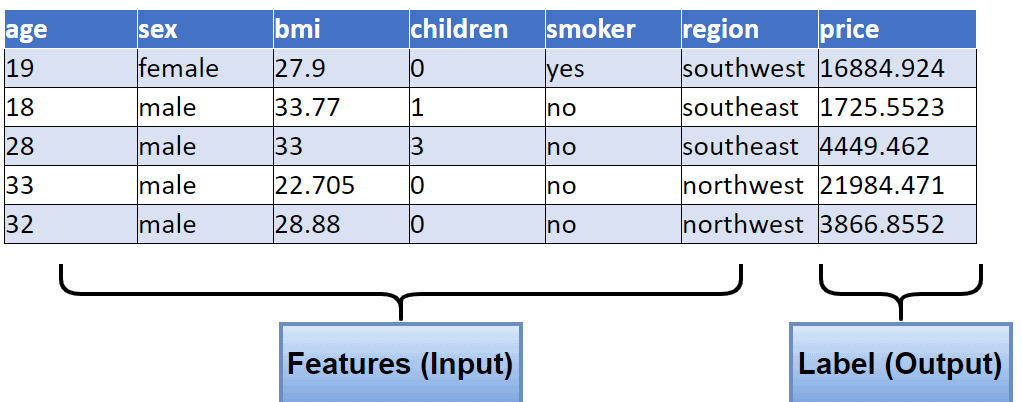 age sex bmi children smoker region price
19 female 27.9 0 yes southwest 16884.924
18 male 33.77 1 no southeast 1725.5523
28 male 33 3 no southeast 4449.462
33 male 22.705 0 no northwest 21984.471
32 male 28.88 0 no northwest 3866.8552
Features (Input) Label (Output)